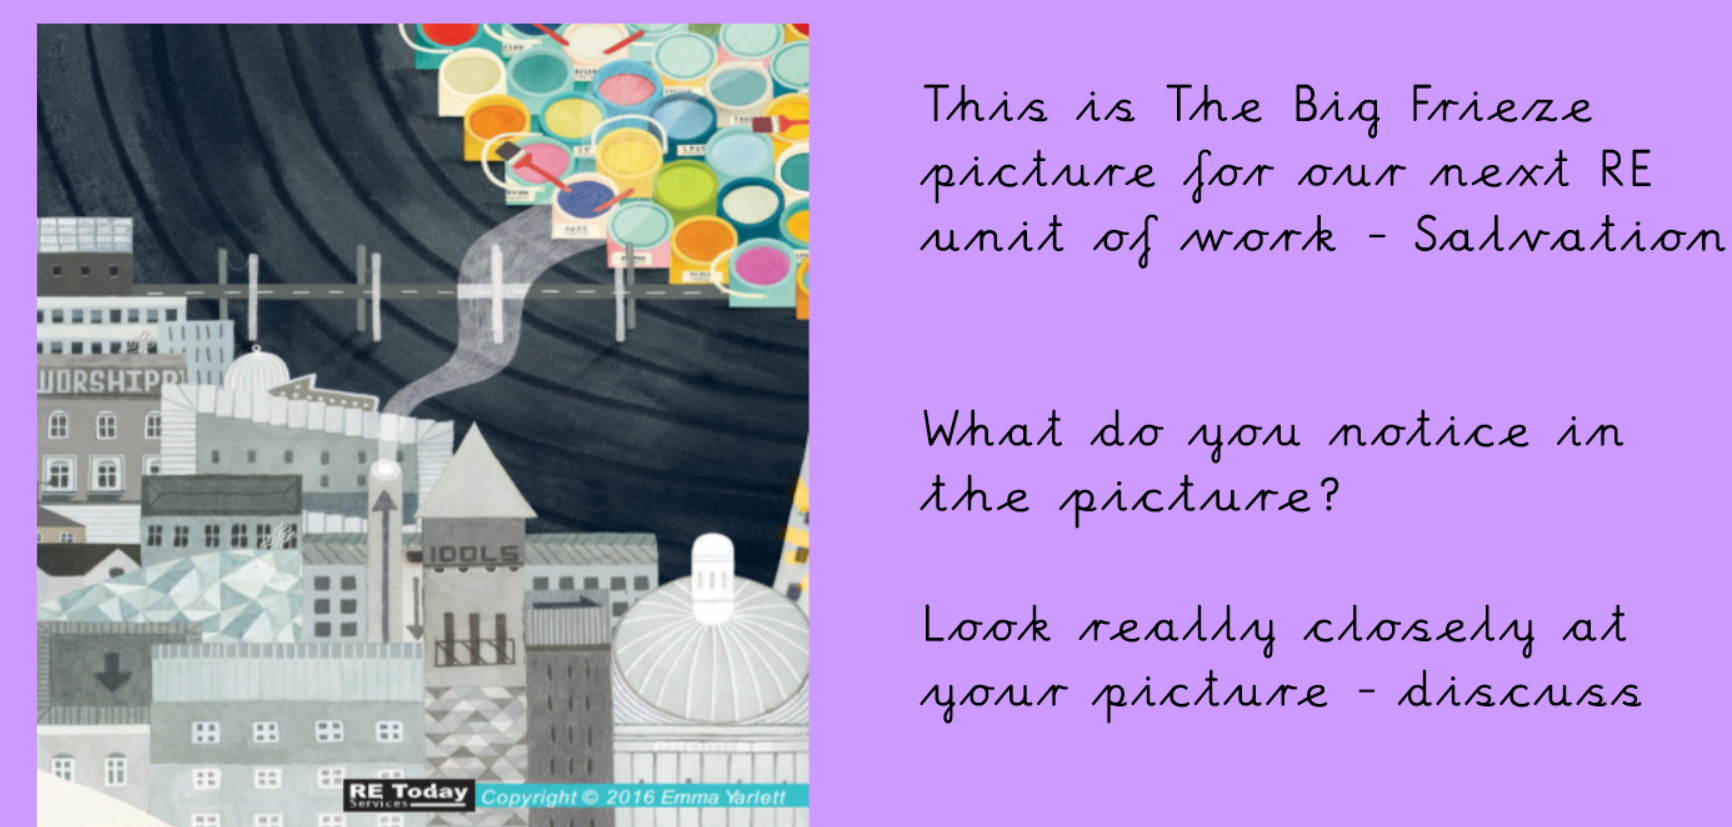 This is The Big Frieze
picture for our next RE
unit of work - Salvation
What do you notice in
the picture?
Look really closely at
your picture - discuss
WORSHIPP
IDOLS
RE Today
Services
Copyright © 2016 Emma Yarlett